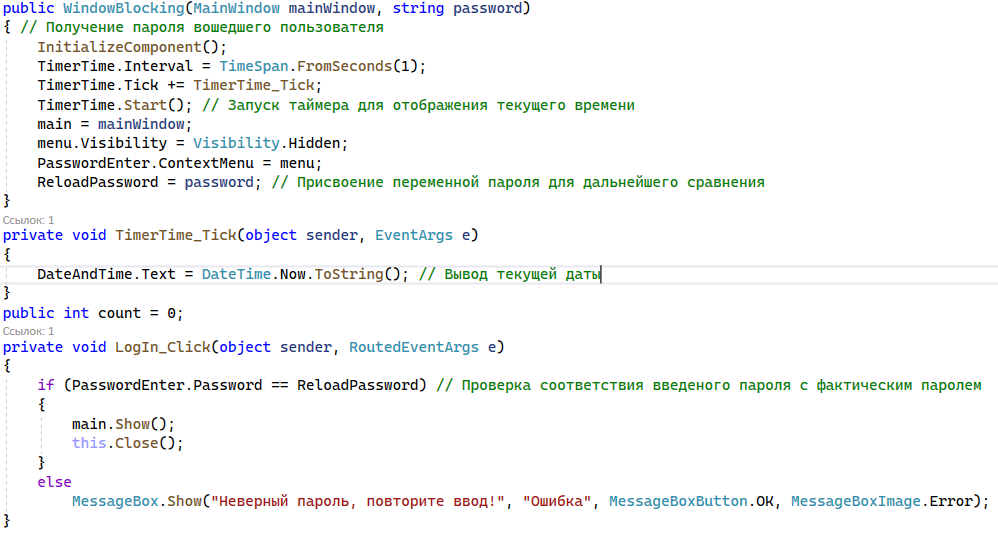 public WindowBlocking(MainWindow mainWindow, string password)
{ // Получение пароля вошедшего пользователя
InitializeComponent();
TimerTime.Interval = TimeSpan.FromSeconds(1);
TimerTime.Tick += TimerTime_Tick;
TimerTime.Start(); // Запуск таймера для отображения текущего времени
main = mainWindow;
menu.Visibility = Visibility.Hidden;
PasswordEnter.ContextMenu = menu;
ReloadPassword = password; // Присвоение переменной пароля для дальнейшего сравнения
}
Ссылок: 1
private void TimerTime_Tick(object sender, EventArgs e)
{
DateAndTime.Text = DateTime.Now.ToString(); // Вывод текущей даты
}
public int count = 0;
Ссылок: 1
private void LogIn_Click(object sender, RoutedEventArgs e)
{
if (PasswordEnter.Password == ReloadPassword) // Проверка соответствия введеного пароля с фактическим паролем
{
main.Show();
this.Close();
}
else
MessageBox.Show("Неверный пароль, повторите ввод!", "Ошибка", MessageBoxButton.OK, MessageBoxImage.Error);
}